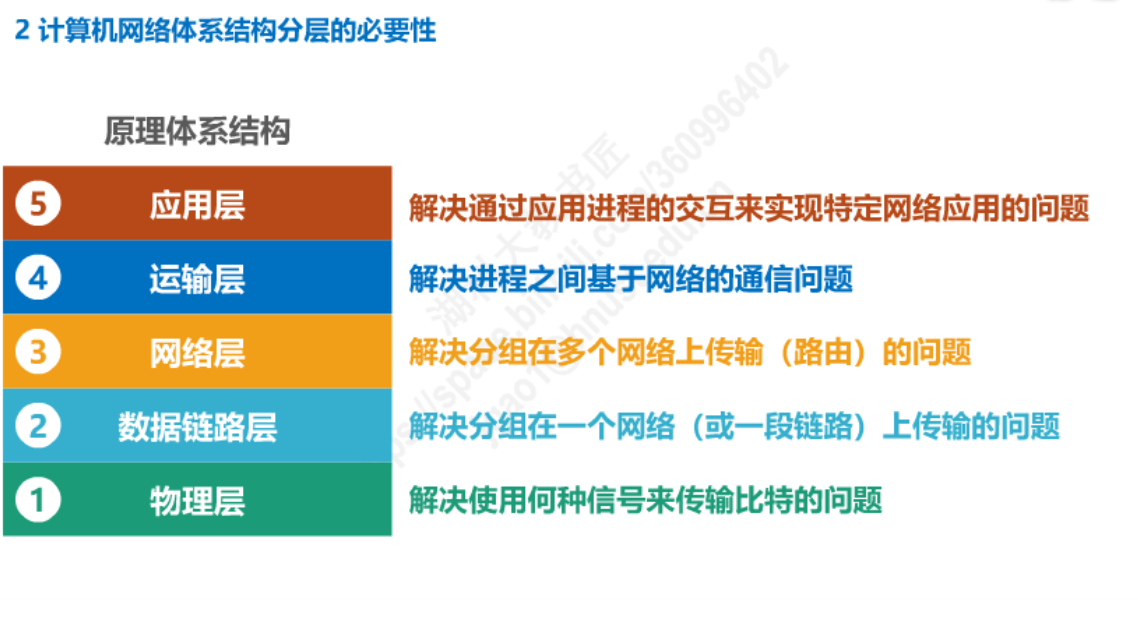 2 计算机网络体系结构分层的必要性
原理体系结构
5 应用层 解决通过应用进程的交互来实现特定网络应用的问题
4 运输层 解决进程之间基于网络的通信问题
3 网络层 解决分组在多个网络上传输（路由）的问题
2 数据链路层 解决分组在一个网络（或一段链路）上传输的问题
1 物理层 解决使用何种信号来传输比特的问题